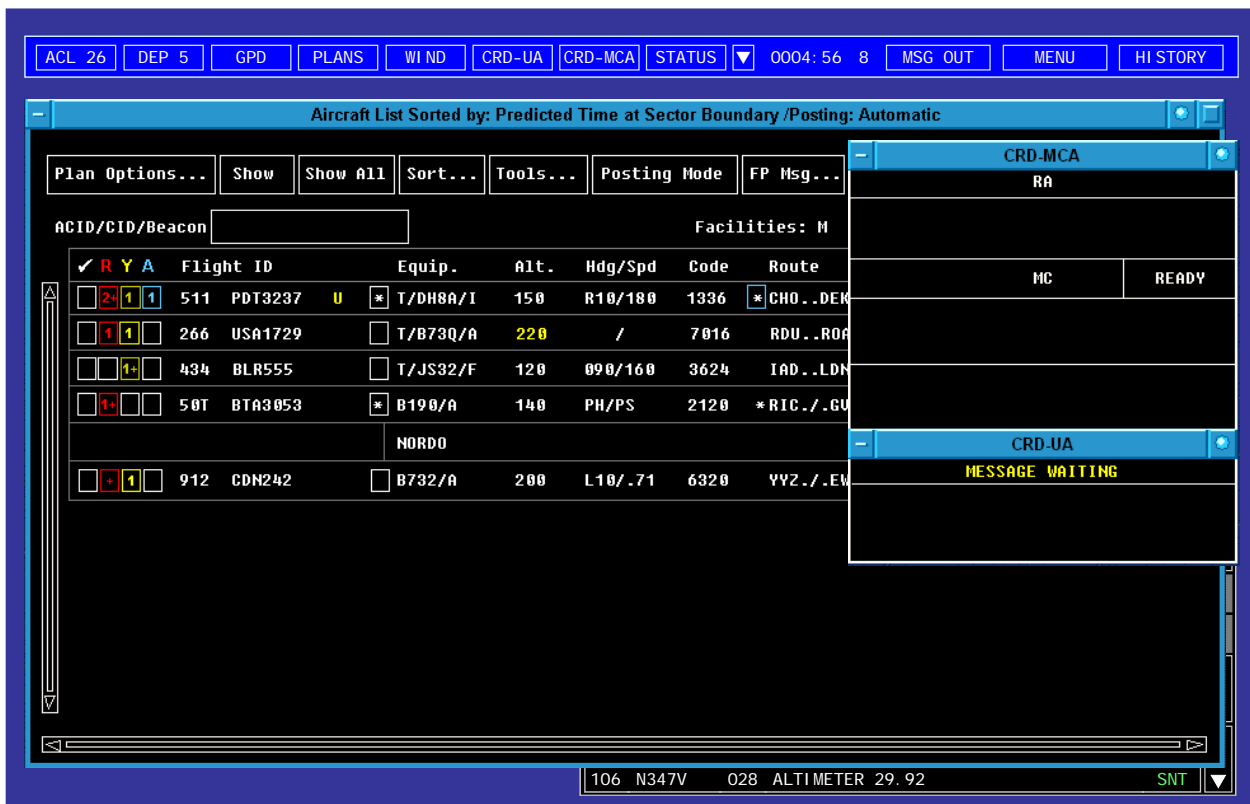 ACL 26 DEP 5 GPD PLANS WIND CRD-UA CRD-MCA STATUS ▼ 0004:56 8 MSG OUT MENU HISTORY
Aircraft List Sorted by: Predicted Time at Sector Boundary /Posting: Automatic
CRD-MCA
Plan Options... Show Show All Sort... Tools... Posting Mode FP Msg...
RA
ACID/CID/Beacon Facilities: M
✓ R Y A Flight ID Equip. Alt. Hdg/Spd Code Route
MC READY
2+ 1 1 511 PDT3237 U * T/DH8A/I 150 R10/180 1336 * CHO..DEK
1 1 266 USA1729 T/B73Q/A 220 / 7016 RDU..ROA
1+ 434 BLR555 T/JS32/F 120 090/160 3624 IAD..LDN
1+ 50T BTA3053 * B190/A 140 PH/PS 2120 *RIC./.GV
NORDO
CRD-UA
MESSAGE WAITING
+ 1 912 CDN242 B732/A 200 L10/.71 6320 YYZ./.EW
106 N347V 028 ALTIMETER 29.92 SNT ▼